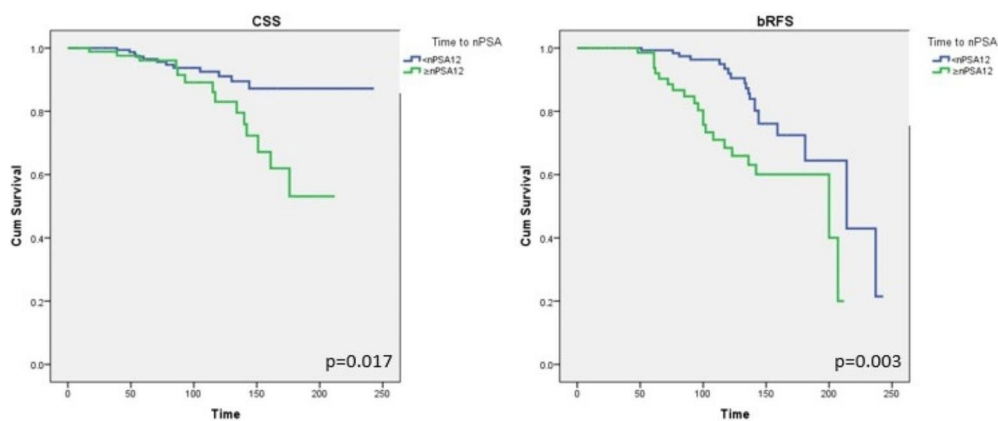 CSS
Time to nPSA
<nPSA12
≥nPSA12
Cum Survival
1.0
0.8
0.6
0.4
0.2
0.0
p=0.017
0
50
100
150
200
250
Time
bRFS
Time to nPSA
<nPSA12
≥nPSA12
Cum Survival
1.0
0.8
0.6
0.4
0.2
0.0
p=0.003
0
50
100
150
200
250
Time